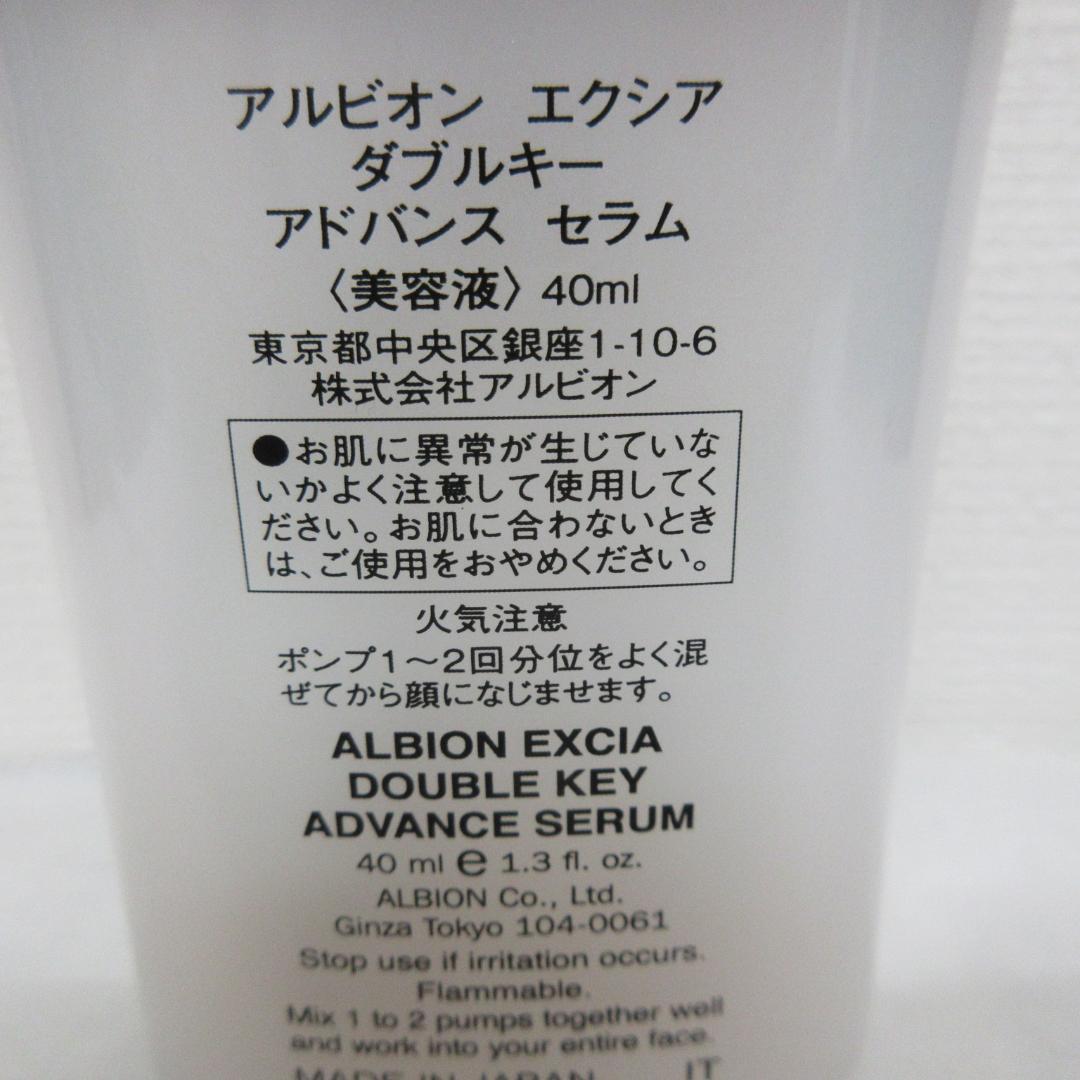 アルビオン エクシア
ダブルキー
アドバンス セラム
〈美容液〉 40ml
東京都中央区銀座1-10-6
株式会社アルビオン
●お肌に異常が生じていな
いかよく注意して使用してく
ださい。お肌に合わないとき
は、ご使用をおやめください。
火気注意
ポンプ1～2回分位をよく混
ぜてから顔になじませます。
ALBION EXCIA
DOUBLE KEY
ADVANCE SERUM
40 ml ℮ 1.3 fl. oz.
ALBION Co., Ltd.
Ginza Tokyo 104-0061
Stop use if irritation occurs.
Flammable.
Mix 1 to 2 pumps together well
and work into your entire face.
MADE IN JAPAN IT